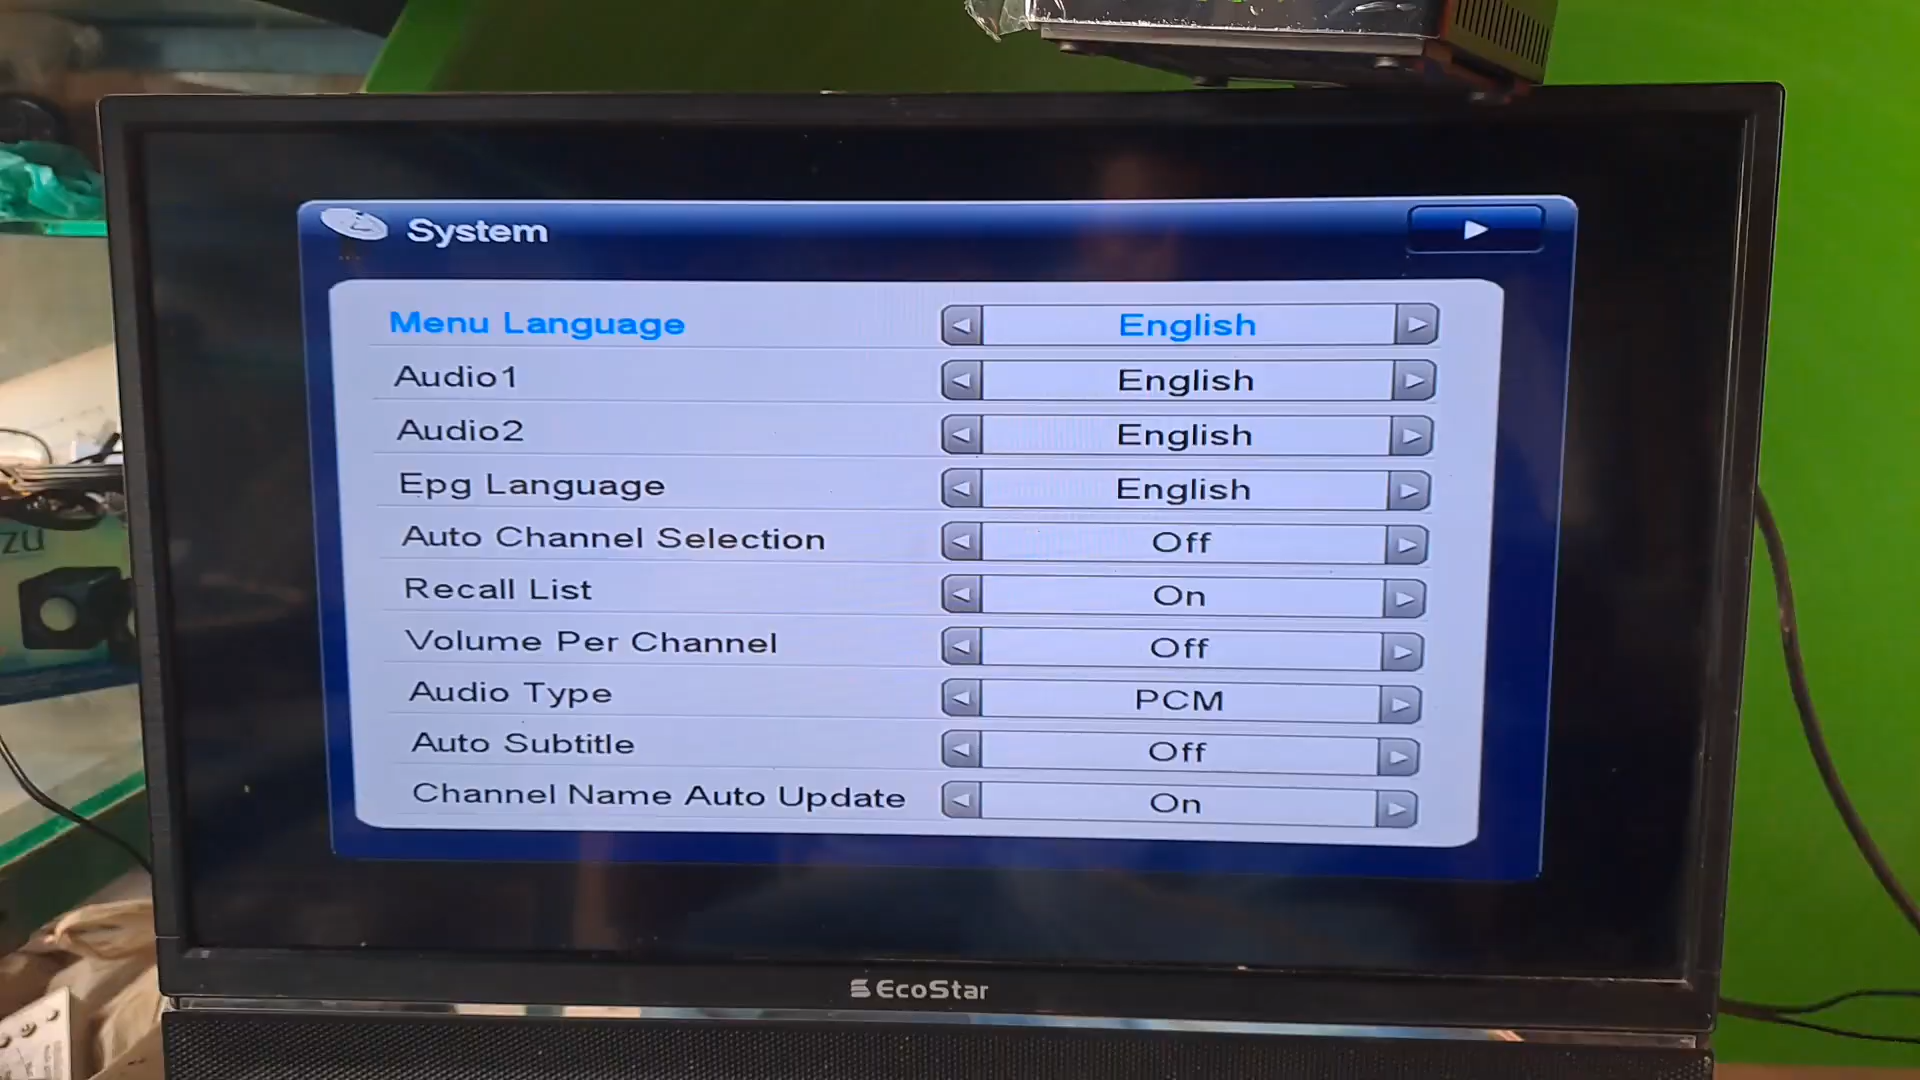 System
Menu Language English
Audio1 English
Audio2 English
Epg Language English
Auto Channel Selection Off
Recall List On
Volume Per Channel Off
Audio Type PCM
Auto Subtitle Off
Channel Name Auto Update On
zu
EcoStar